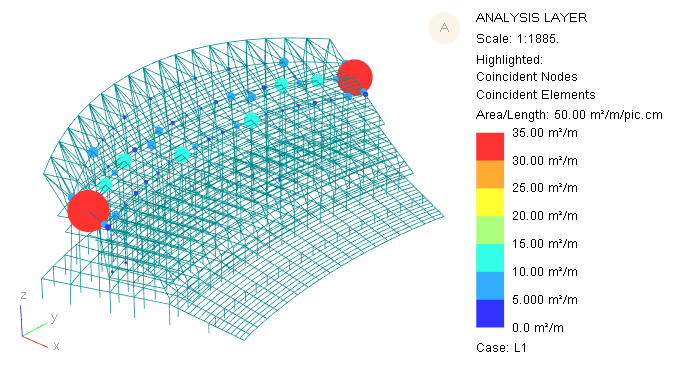 A
ANALYSIS LAYER
Scale: 1:1885.
Highlighted:
Coincident Nodes
Coincident Elements
Area/Length: 50.00 m²/m/pic.cm
35.00 m²/m
30.00 m²/m
25.00 m²/m
20.00 m²/m
15.00 m²/m
10.00 m²/m
5.000 m²/m
0.0 m²/m
Case: L1
z
y
x